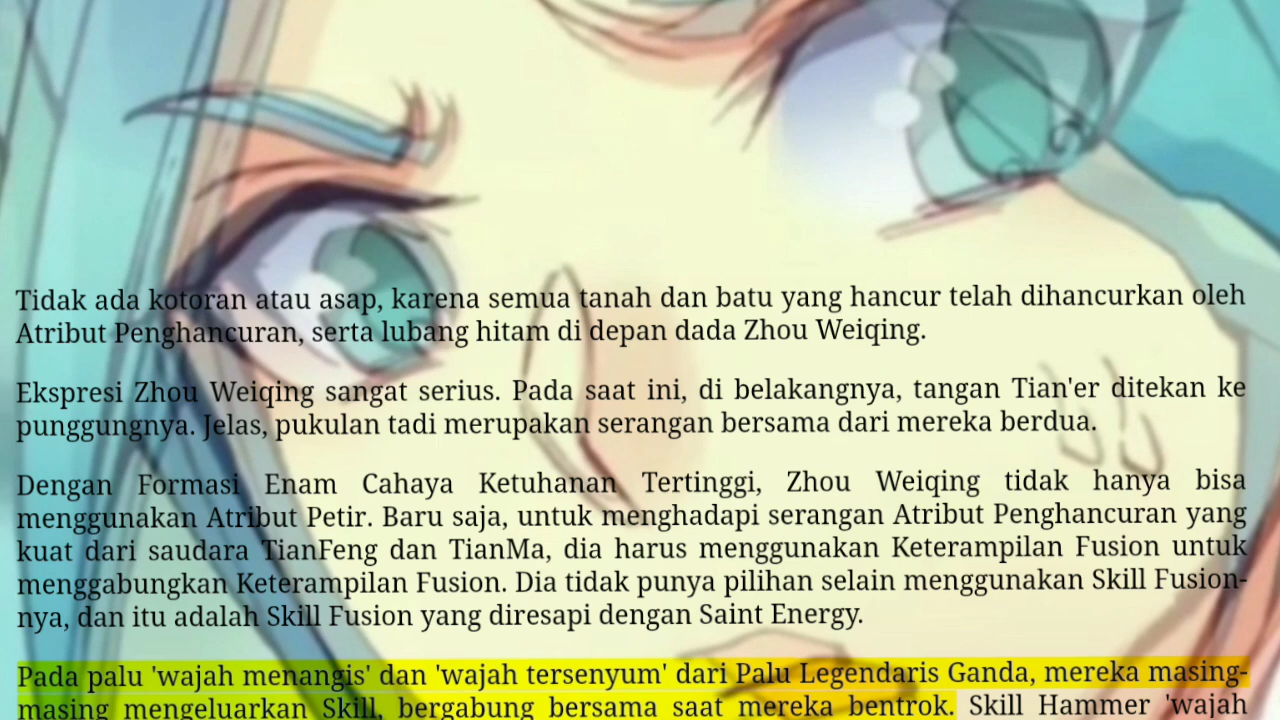 Tidak ada kotoran atau asap, karena semua tanah dan batu yang hancur telah dihancurkan oleh
Atribut Penghancuran, serta lubang hitam di depan dada Zhou Weiqing.
Ekspresi Zhou Weiqing sangat serius. Pada saat ini, di belakangnya, tangan Tian'er ditekan ke
punggungnya. Jelas, pukulan tadi merupakan serangan bersama dari mereka berdua.
Dengan Formasi Enam Cahaya Ketuhanan Tertinggi, Zhou Weiqing tidak hanya bisa
menggunakan Atribut Petir. Baru saja, untuk menghadapi serangan Atribut Penghancuran yang
kuat dari saudara TianFeng dan TianMa, dia harus menggunakan Keterampilan Fusion untuk
menggabungkan Keterampilan Fusion. Dia tidak punya pilihan selain menggunakan Skill Fusion-
nya, dan itu adalah Skill Fusion yang diresapi dengan Saint Energy.
Pada palu 'wajah menangis' dan 'wajah tersenyum' dari Palu Legendaris Ganda, mereka masing-
masing mengeluarkan Skill, bergabung bersama saat mereka bentrok. Skill Hammer 'wajah